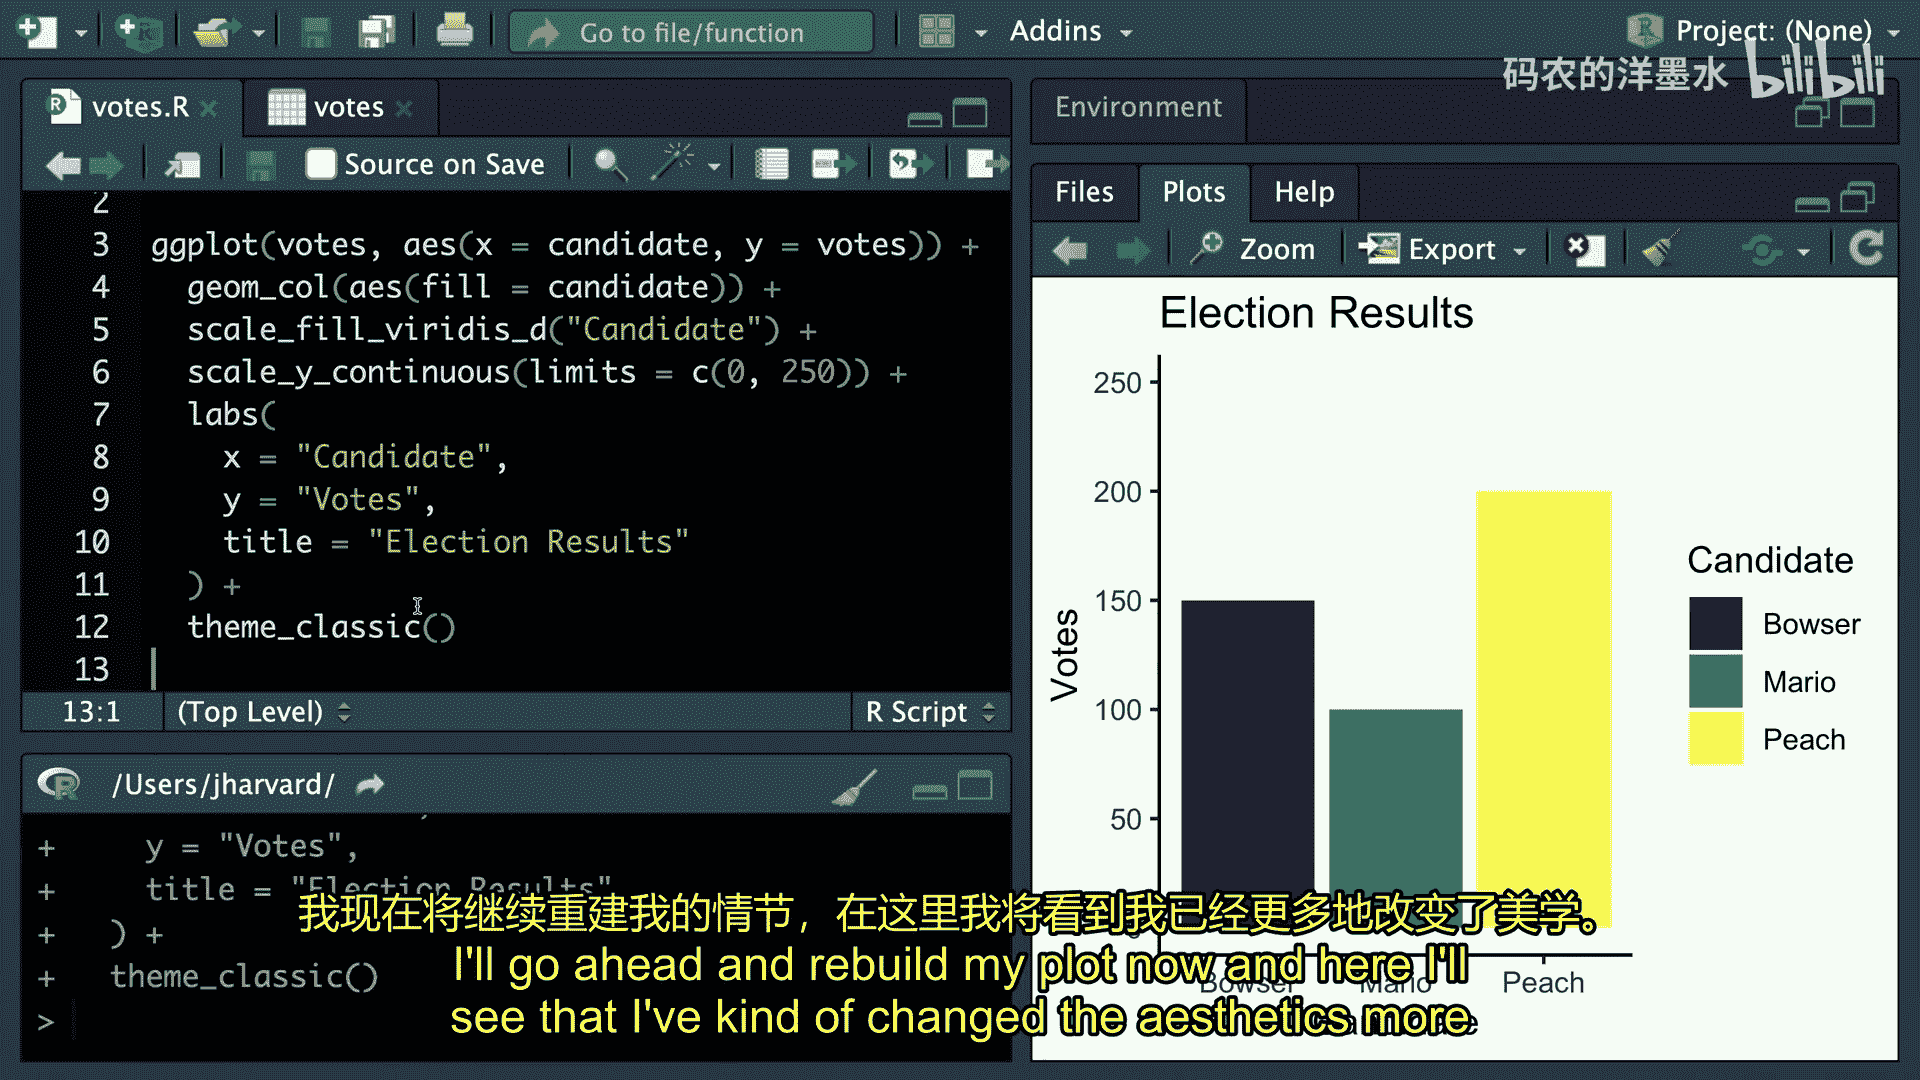 Go to file/function
Addins
Project: (None)
码农的洋墨水 bilibili
votes.R
votes
Source on Save
2
3 ggplot(votes, aes(x = candidate, y = votes)) +
4 geom_col(aes(fill = candidate)) +
5 scale_fill_viridis_d("Candidate") +
6 scale_y_continuous(limits = c(0, 250)) +
7 labs(
8 x = "Candidate",
9 y = "Votes",
10 title = "Election Results"
11 ) +
12 theme_classic()
13
13:1 (Top Level) R Script
/Users/jharvard/
+ y = "Votes",
+ title = "Election Results"
+ ) +
+ theme_classic()
>
Environment
Files Plots Help
Zoom Export
Election Results
250
200
150
100
50
Votes
Bowser Mario Peach
Candidate
Bowser
Mario
Peach
我现在将继续重建我的情节，在这里我将看到我已经更多地改变了美学。
I'll go ahead and rebuild my plot now and here I'll
see that I've kind of changed the aesthetics more